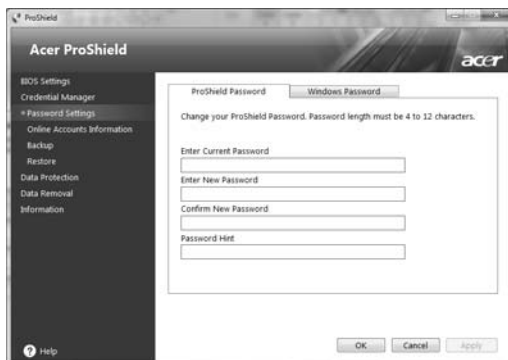 ProShield
Acer ProShield
acer
BIOS Settings
Credential Manager
Password Settings
Online Accounts Information
Backup
Restore
Data Protection
Data Removal
Information
Help
ProShield Password
Windows Password
Change your ProShield Password. Password length must be 4 to 12 characters.
Enter Current Password
Enter New Password
Confirm New Password
Password Hint
OK
Cancel
Apply